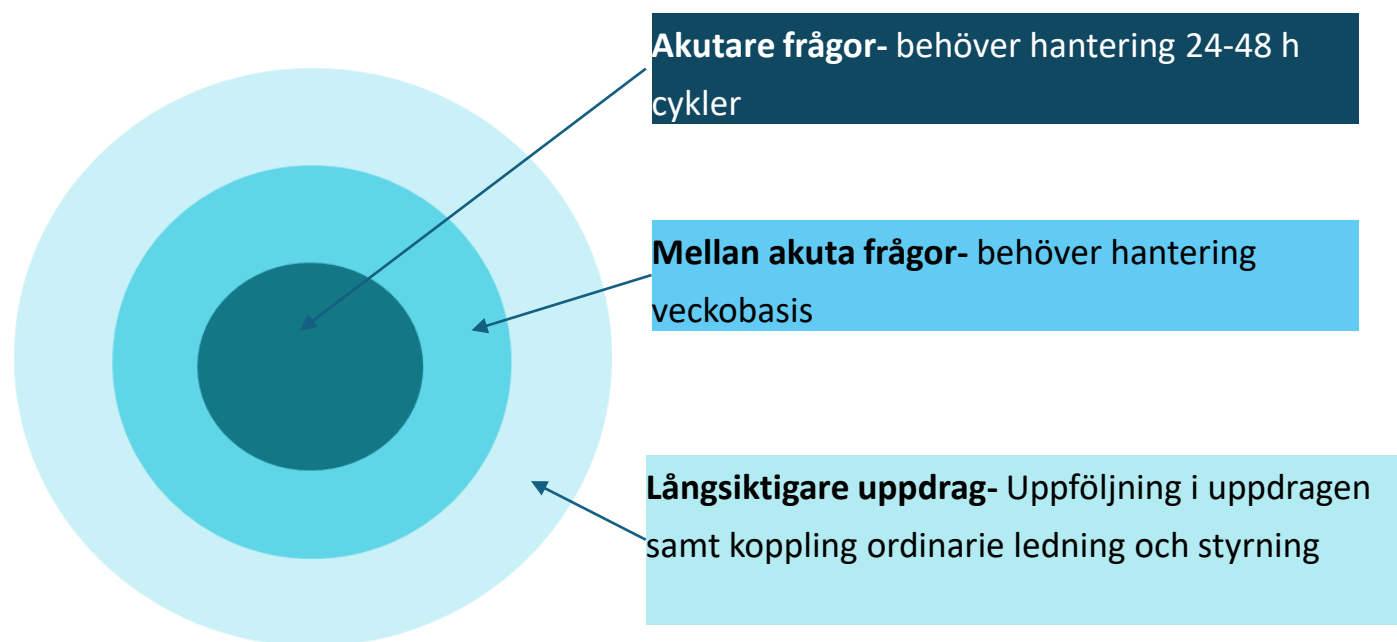 Akutare frågor- behöver hantering 24-48 h
cykler
Mellan akuta frågor- behöver hantering
veckobasis
Långsiktigare uppdrag- Uppföljning i uppdragen
samt koppling ordinarie ledning och styrning